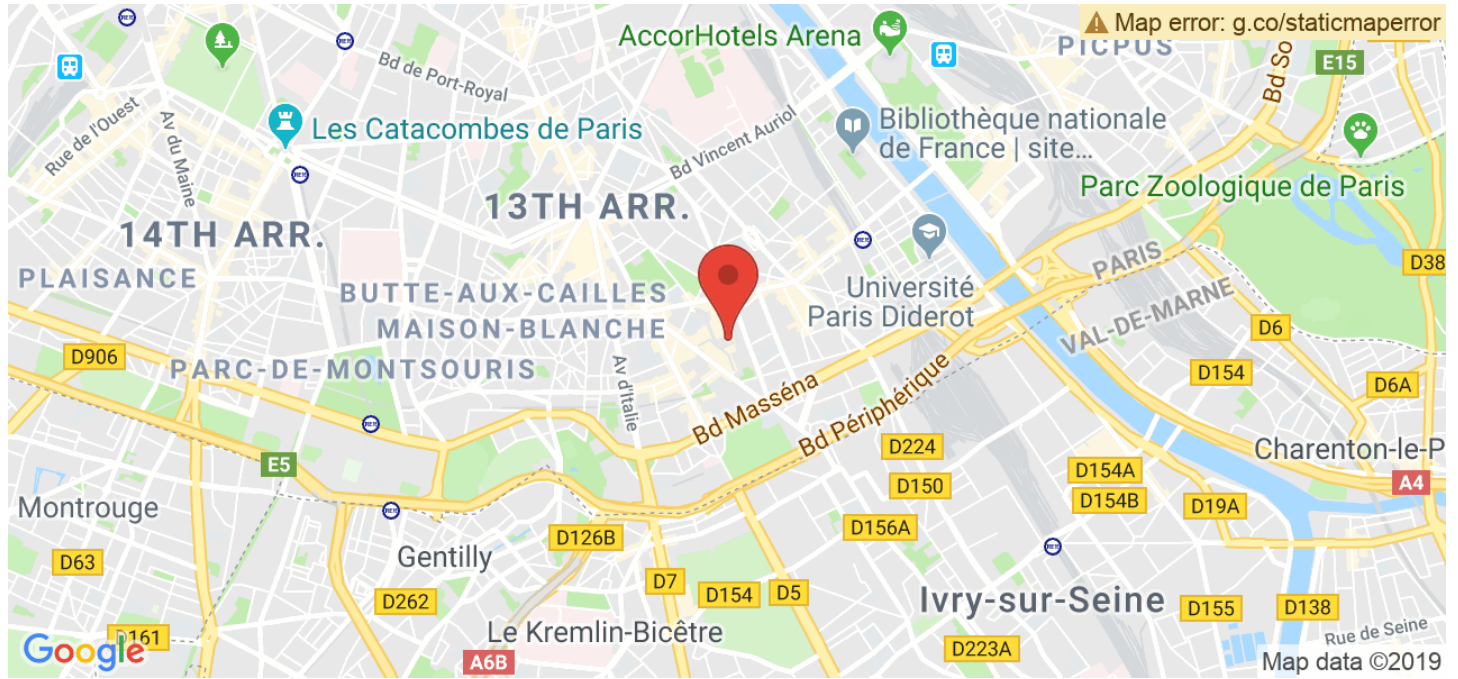 Map error: g.co/staticmaperror
AccorHotels Arena
PICPUS
Bd So
E15
Bd de Port-Royal
Rue de l'Ouest
Av du Maine
Les Catacombes de Paris
Bd Vincent Auriol
Bibliothèque nationale
de France | site...
Parc Zoologique de Paris
13TH ARR.
14TH ARR.
PLAISANCE
BUTTE-AUX-CAILLES
MAISON-BLANCHE
Université
Paris Diderot
PARIS
VAL-DE-MARNE
D38
D6
D906
PARC-DE-MONTSOURIS
Av d'Italie
Bd Masséna
Bd Périphérique
D154
D6A
E5
D224
D150
D154A
D154B
Charenton-le-P
A4
D19A
Montrouge
D156A
D126B
Gentilly
D63
D262
D7
D154
D5
Ivry-sur-Seine
D155
D138
Rue de Seine
D161
Google
Le Kremlin-Bicêtre
A6B
D223A
Map data ©2019